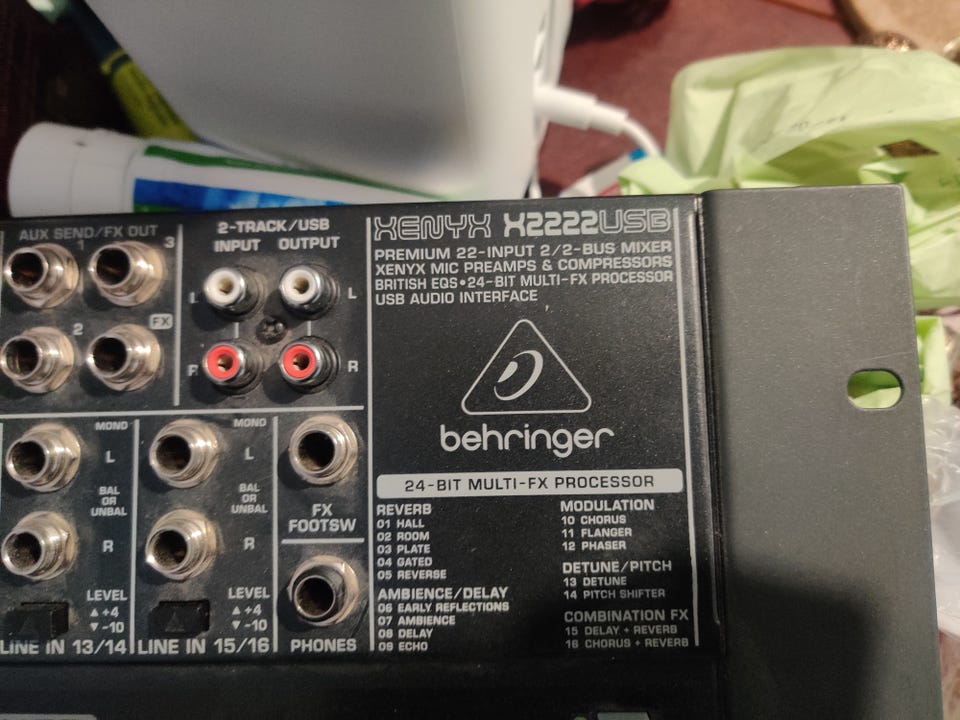 AUX SEND/FX OUT
1
3
2
FX
2-TRACK/USB
INPUT OUTPUT
L
L
R
R
XENYX X2222USB
PREMIUM 22-INPUT 2/2-BUS MIXER
XENYX MIC PREAMPS & COMPRESSORS
BRITISH EQS•24-BIT MULTI-FX PROCESSOR
USB AUDIO INTERFACE
behringer
MONO
L
BAL
OR
UNBAL
R
LEVEL
▲ +4
▼ -10
LINE IN 13/14
MONO
L
BAL
OR
UNBAL
R
LEVEL
▲ +4
▼ -10
LINE IN 15/16
FX
FOOTSW
PHONES
24-BIT MULTI-FX PROCESSOR
REVERB
01 HALL
02 ROOM
03 PLATE
04 GATED
05 REVERSE
AMBIENCE/DELAY
06 EARLY REFLECTIONS
07 AMBIENCE
08 DELAY
09 ECHO
MODULATION
10 CHORUS
11 FLANGER
12 PHASER
DETUNE/PITCH
13 DETUNE
14 PITCH SHIFTER
COMBINATION FX
15 DELAY + REVERB
16 CHORUS + REVERB